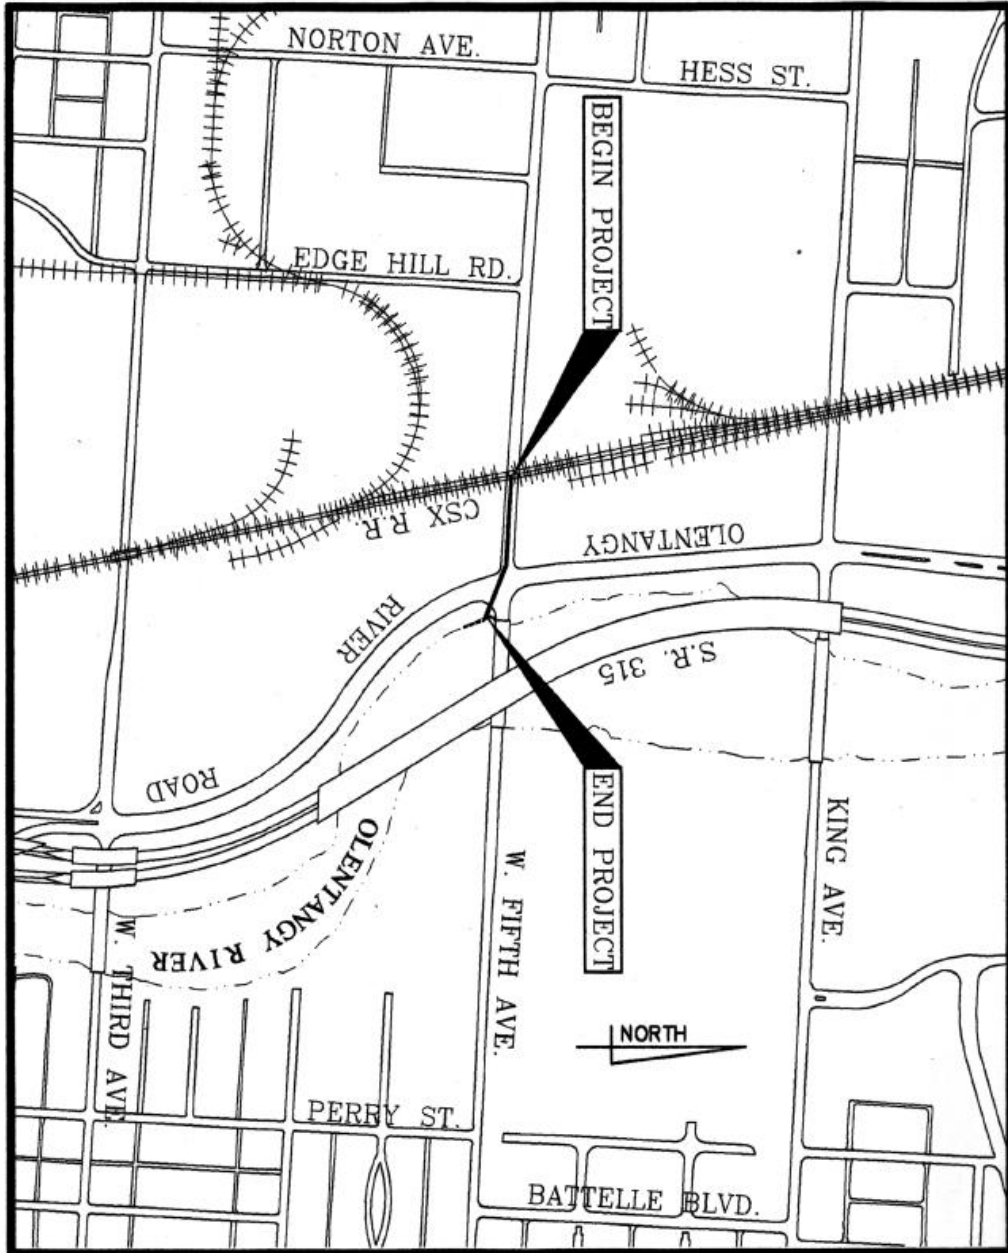 NORTON AVE.
HESS ST.
BEGIN PROJECT
EDGE HILL RD.
CSX R.R.
OLENTANGY
RIVER
ROAD
S.R. 315
END PROJECT
OLENTANGY RIVER
W. FIFTH AVE.
KING AVE.
W. THIRD AVE.
NORTH
PERRY ST.
BATTELLE BLVD.